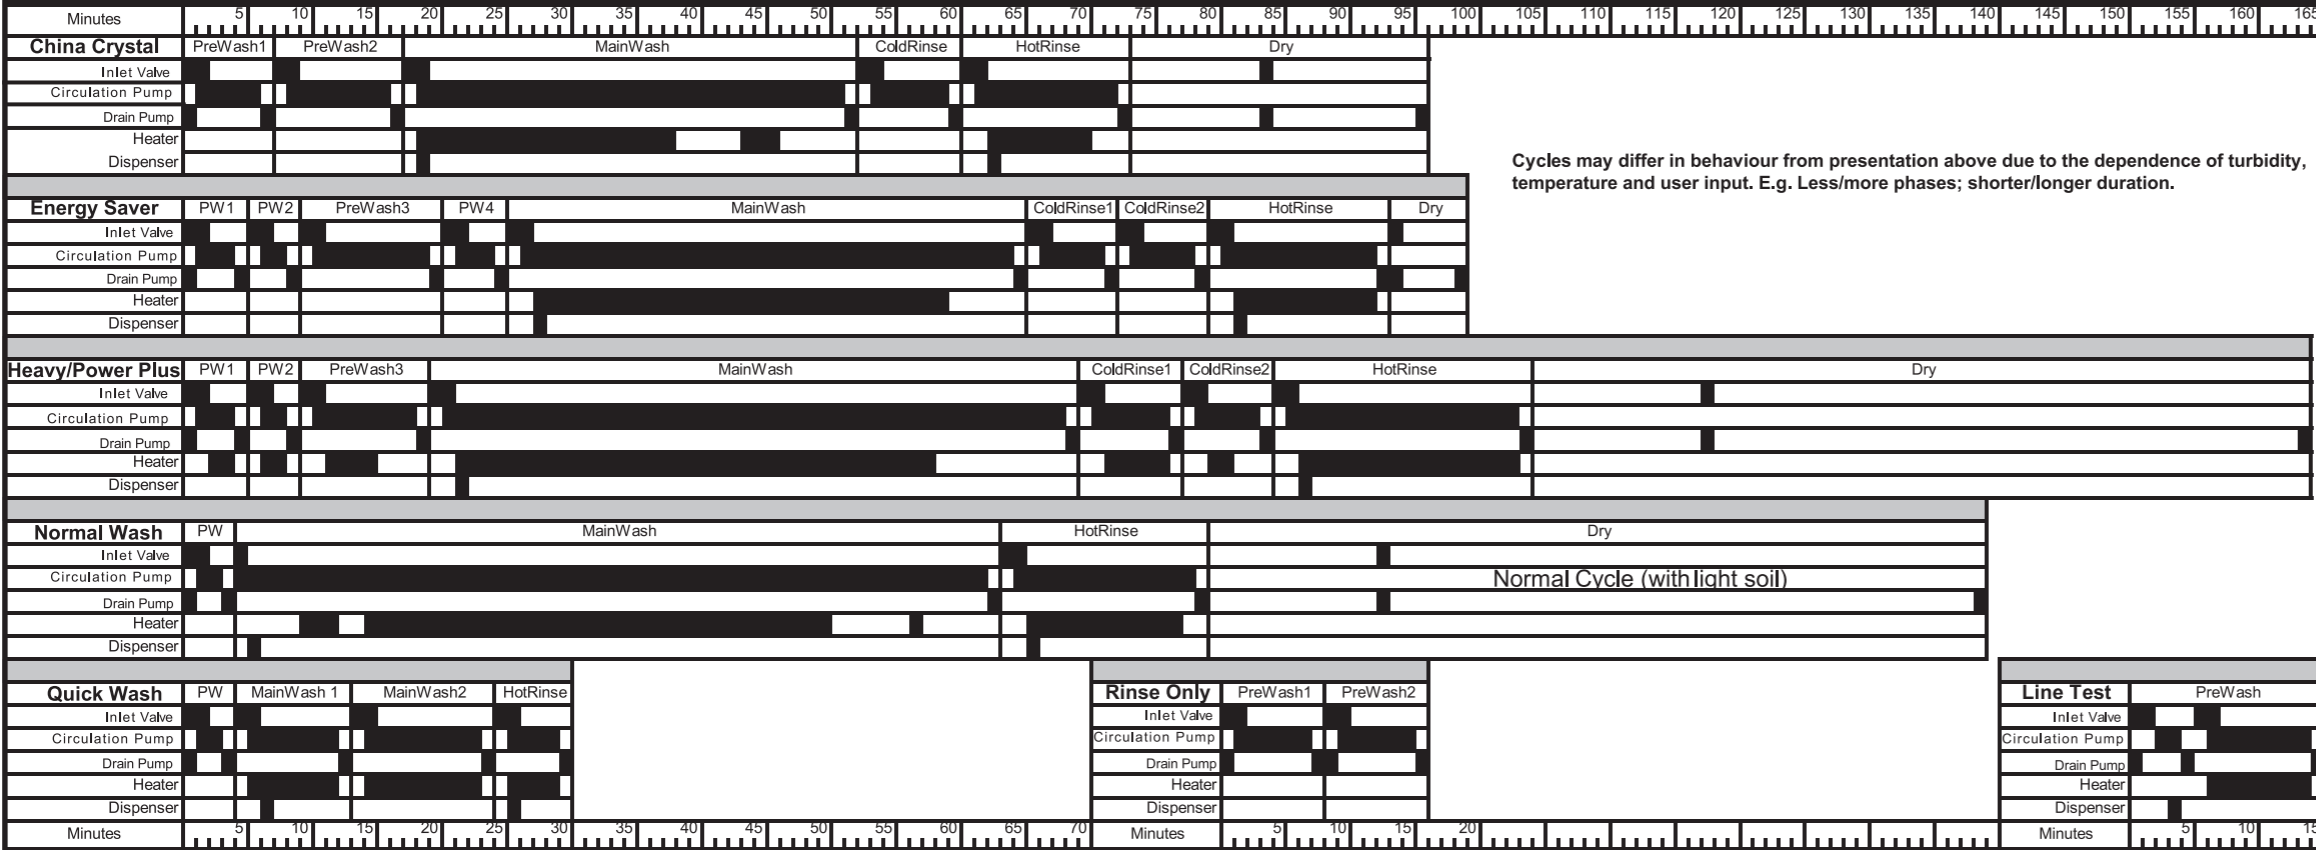 Minutes 5 10 15 20 25 30 35 40 45 50 55 60 65 70 75 80 85 90 95 100 105 110 115 120 125 130 135 140 145 150 155 160 165
China Crystal PreWash1 PreWash2 MainWash ColdRinse HotRinse Dry
Inlet Valve
Circulation Pump
Drain Pump
Heater
Dispenser
Cycles may differ in behaviour from presentation above due to the dependence of turbidity,
temperature and user input. E.g. Less/more phases; shorter/longer duration.
Energy Saver PW1 PW2 PreWash3 PW4 MainWash ColdRinse1 ColdRinse2 HotRinse Dry
Inlet Valve
Circulation Pump
Drain Pump
Heater
Dispenser
Heavy/Power Plus PW1 PW2 PreWash3 MainWash ColdRinse1 ColdRinse2 HotRinse Dry
Inlet Valve
Circulation Pump
Drain Pump
Heater
Dispenser
Normal Wash PW MainWash HotRinse Dry
Inlet Valve
Circulation Pump Normal Cycle (with light soil)
Drain Pump
Heater
Dispenser
Quick Wash PW MainWash 1 MainWash2 HotRinse Rinse Only PreWash1 PreWash2 Line Test PreWash
Inlet Valve Inlet Valve Inlet Valve
Circulation Pump Circulation Pump Circulation Pump
Drain Pump Drain Pump Drain Pump
Heater Heater Heater
Dispenser Dispenser Dispenser
Minutes 5 10 15 20 25 30 35 40 45 50 55 60 65 70 Minutes 5 10 15 20 Minutes 5 10 15